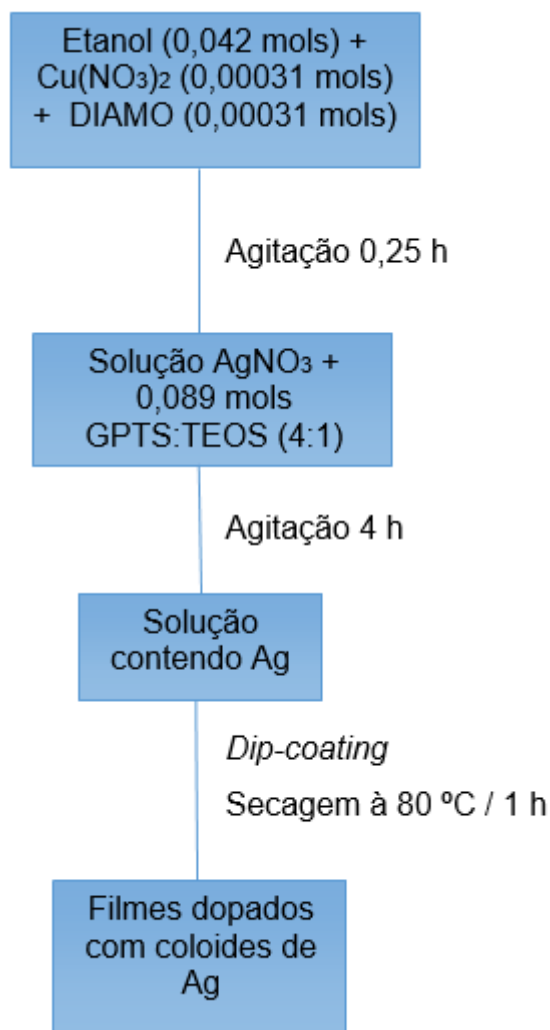 Etanol (0,042 mols) +
Cu(NO₃)₂ (0,00031 mols)
+ DIAMO (0,00031 mols)
Agitação 0,25 h
Solução AgNO₃ +
0,089 mols
GPTS:TEOS (4:1)
Agitação 4 h
Solução
contendo Ag
Dip-coating
Secagem à 80 ºC / 1 h
Filmes dopados
com coloides de
Ag